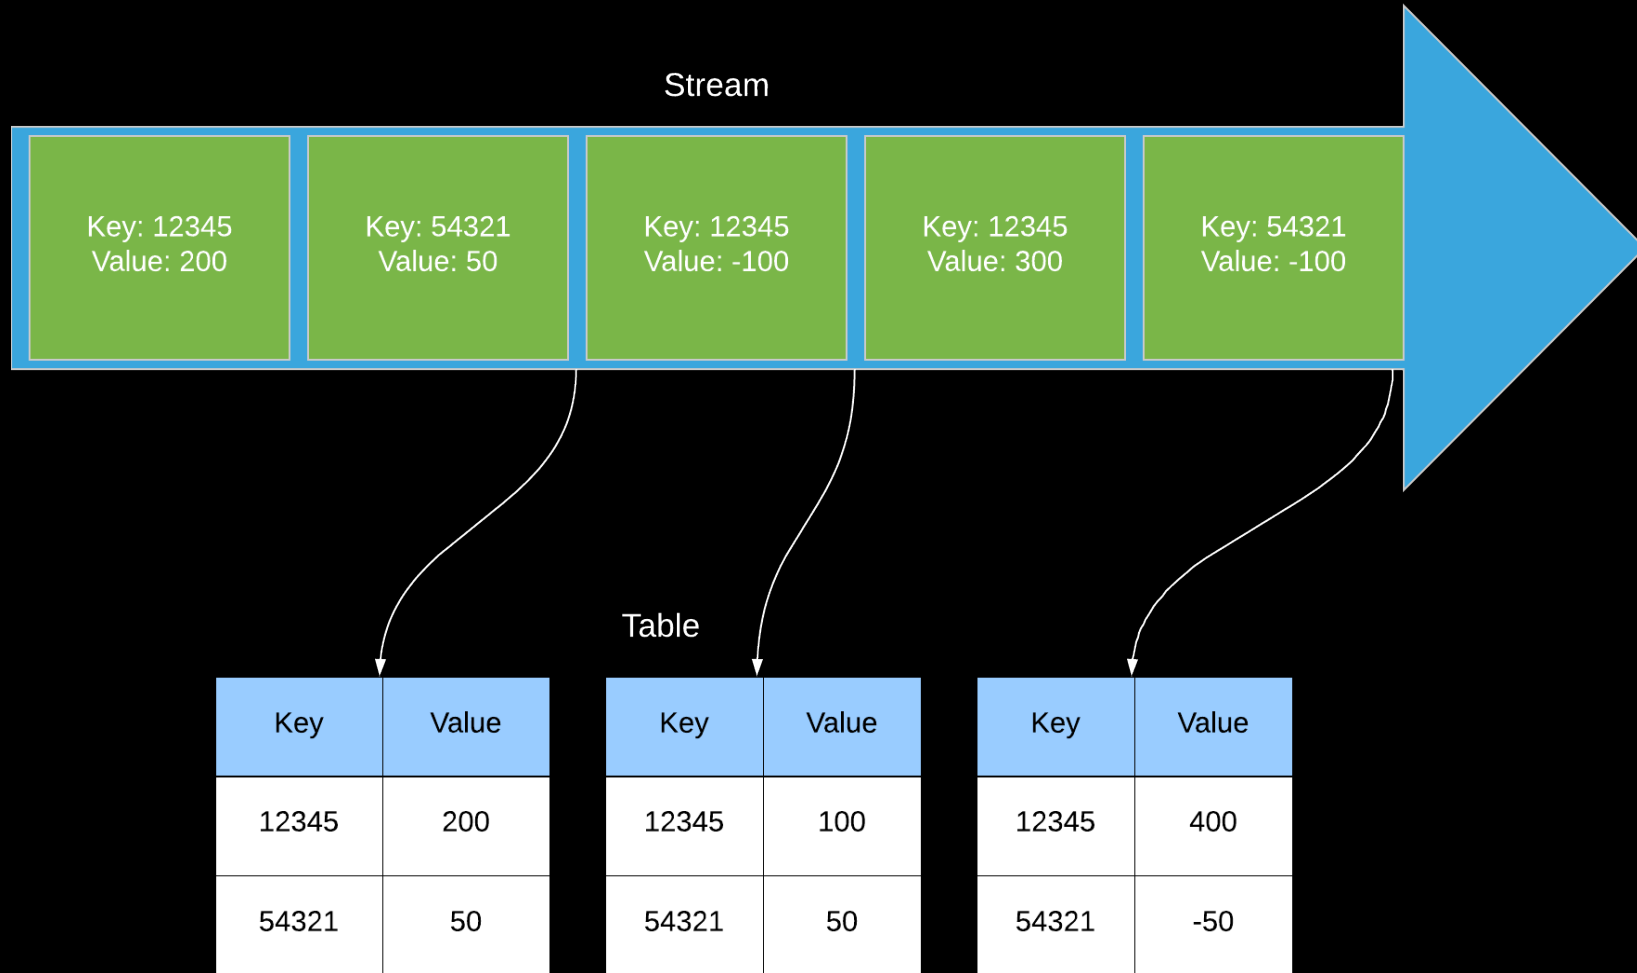 Stream
Key: 12345
Value: 200
Key: 54321
Value: 50
Key: 12345
Value: -100
Key: 12345
Value: 300
Key: 54321
Value: -100
Table
Key Value
12345 200
54321 50
Key Value
12345 100
54321 50
Key Value
12345 400
54321 -50